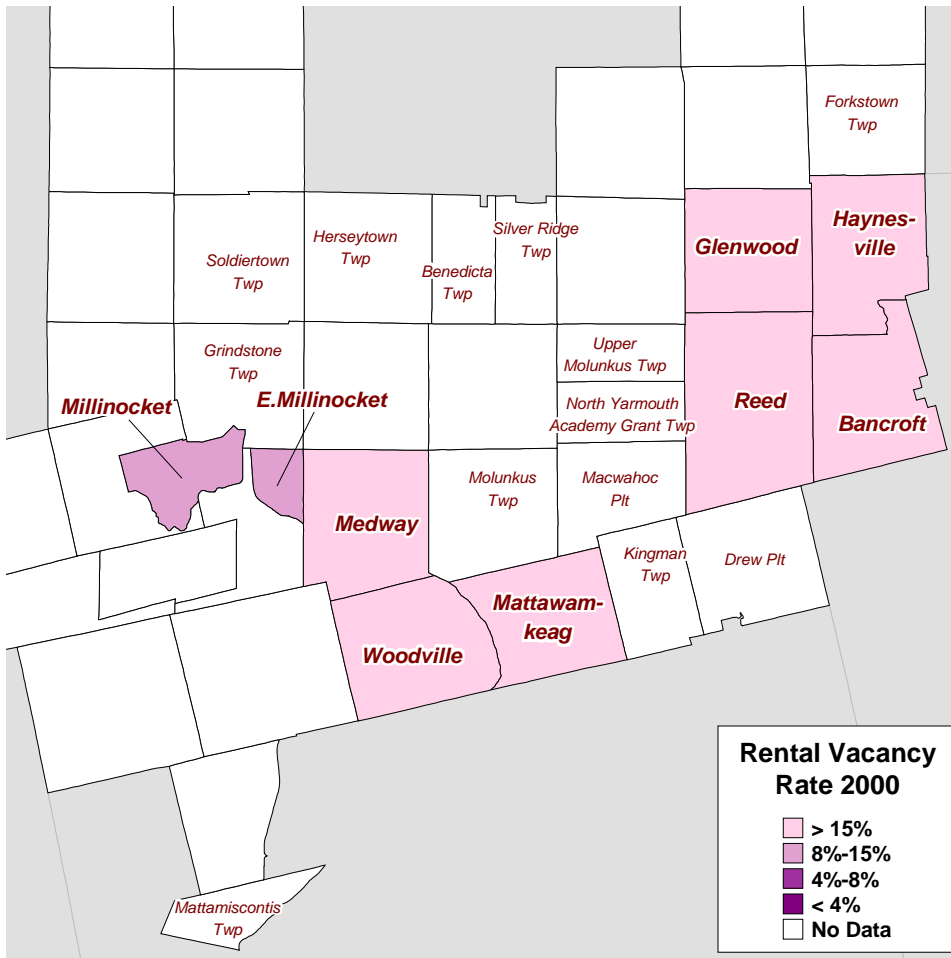 Forkstown
Twp
Haynes-
ville
Glenwood
Silver Ridge
Twp
Herseytown
Twp
Benedicta
Twp
Soldiertown
Twp
Grindstone
Twp
Upper
Molunkus Twp
E.Millinocket
Millinocket
North Yarmouth
Academy Grant Twp
Reed
Bancroft
Molunkus
Twp
Macwahoc
Plt
Medway
Kingman
Twp
Drew Plt
Mattawam-
keag
Woodville
Mattamiscontis
Twp
Rental Vacancy
Rate 2000
> 15%
8%-15%
4%-8%
< 4%
No Data